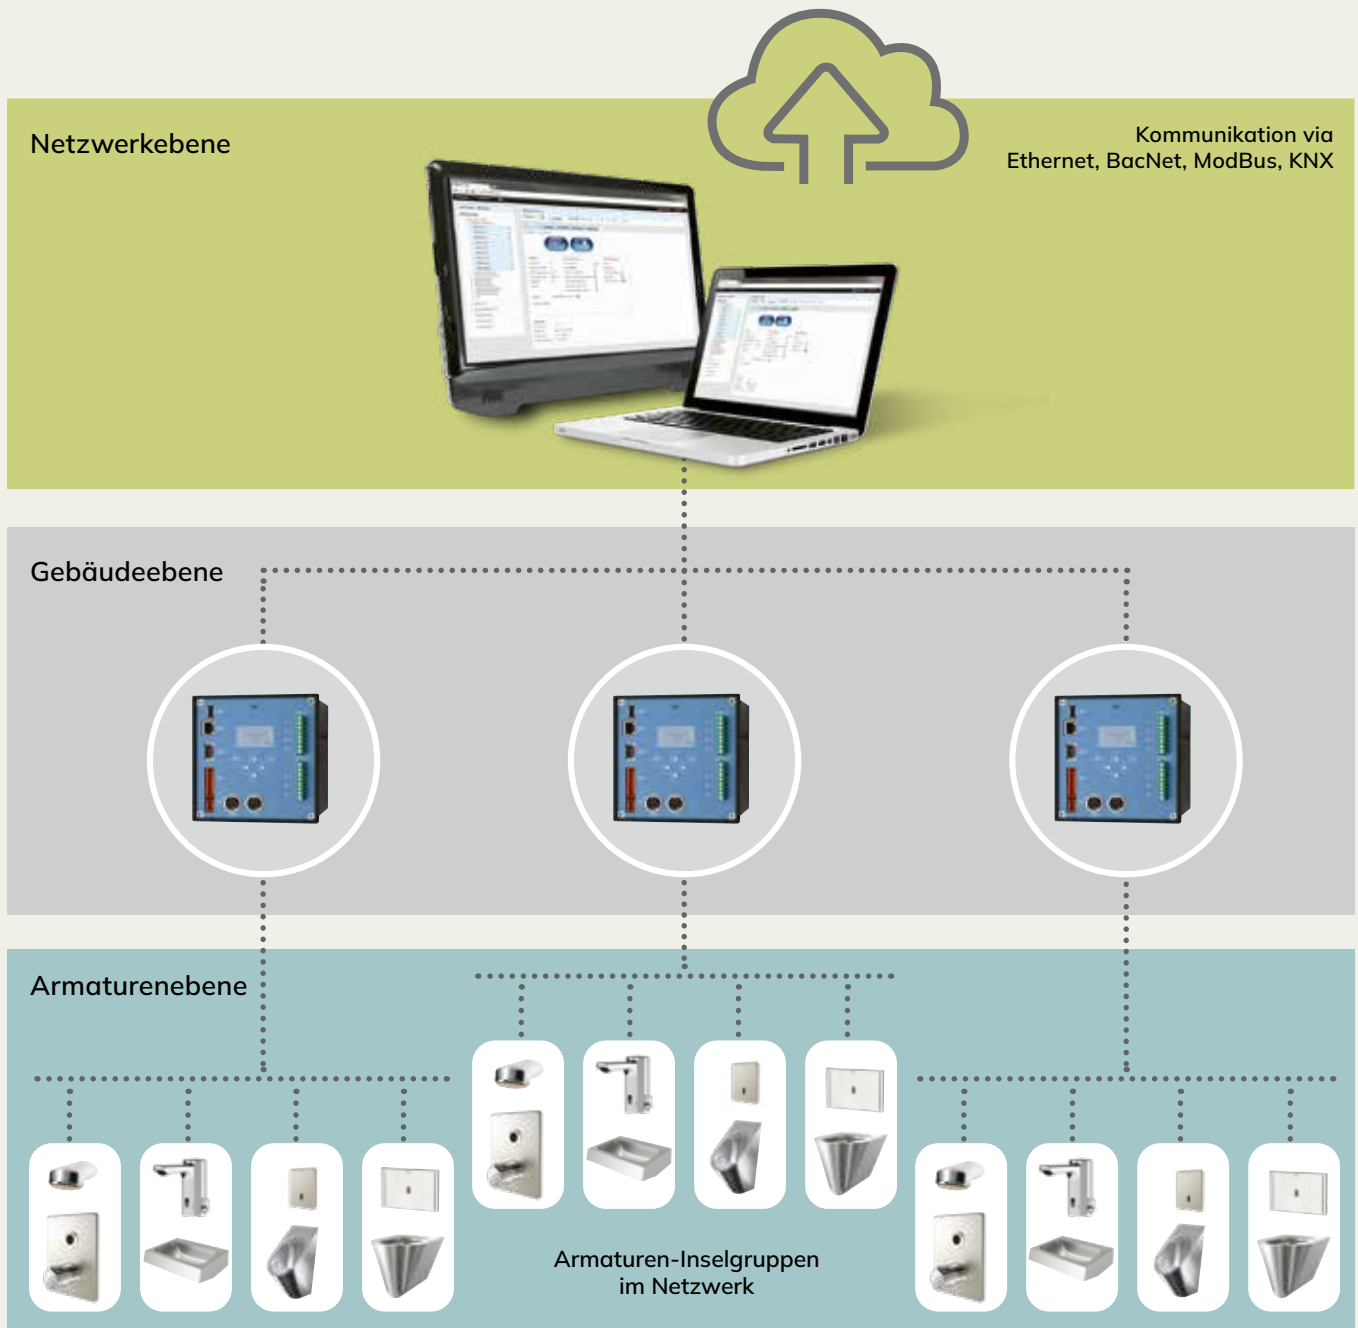 Netzwerkebene
Kommunikation via
Ethernet, BacNet, ModBus, KNX
Gebäudeebene
Armaturenebene
Armaturen-Inselgruppen
im Netzwerk